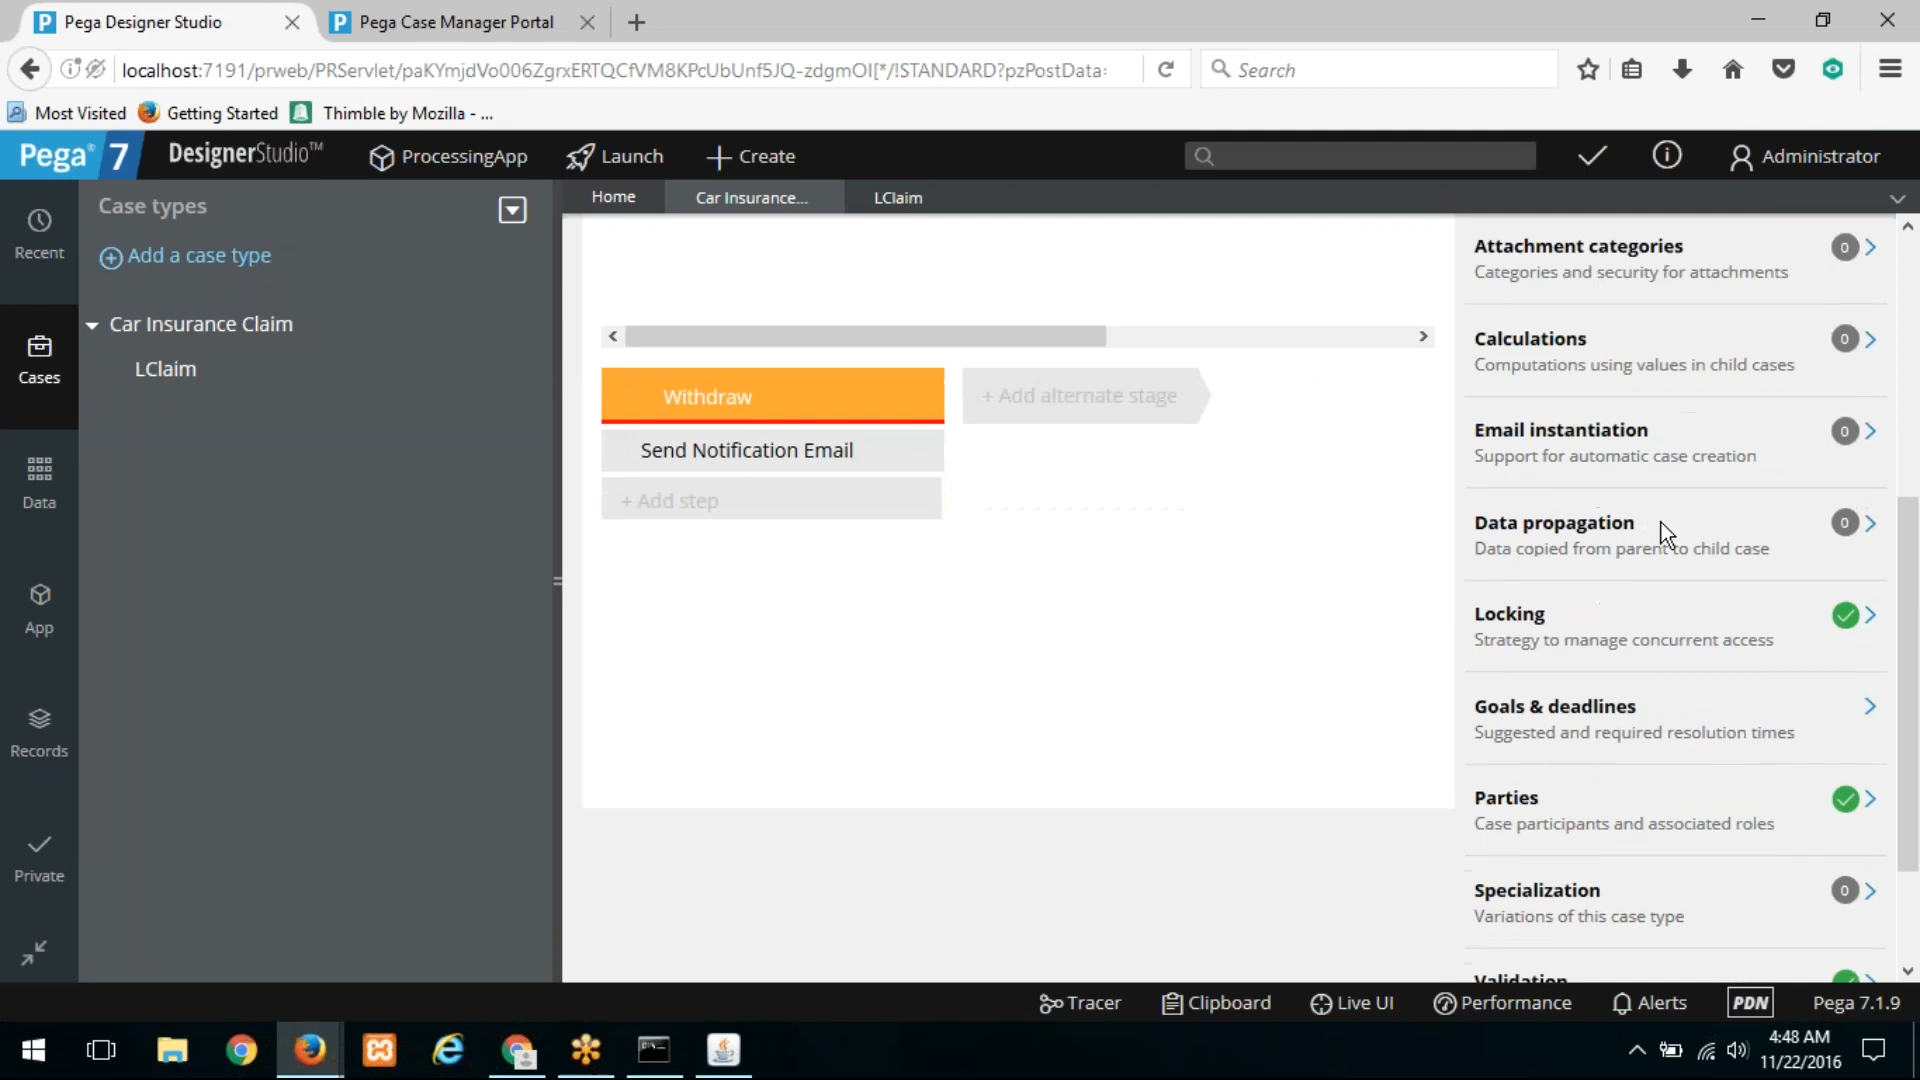 Pega Designer Studio
Pega Case Manager Portal
localhost:7191/prweb/PRServlet/paKYmjdVo006ZgrxERTQCfVM8KPcUbUnf5JQ-zdgmOI[*/!STANDARD?pzPostData:
Search
Most Visited
Getting Started
Thimble by Mozilla - ...
Pega® 7
DesignerStudio™
ProcessingApp
Launch
Create
Administrator
Home
Car Insurance...
LClaim
Recent
Cases
Data
App
Records
Private
Case types
Add a case type
Car Insurance Claim
LClaim
Withdraw
+ Add alternate stage
Send Notification Email
+ Add step
Attachment categories
0
Categories and security for attachments
Calculations
0
Computations using values in child cases
Email instantiation
0
Support for automatic case creation
Data propagation
0
Data copied from parent to child case
Locking
Strategy to manage concurrent access
Goals & deadlines
Suggested and required resolution times
Parties
Case participants and associated roles
Specialization
0
Variations of this case type
Validation
Tracer
Clipboard
Live UI
Performance
Alerts
PDN
Pega 7.1.9
4:48 AM
11/22/2016